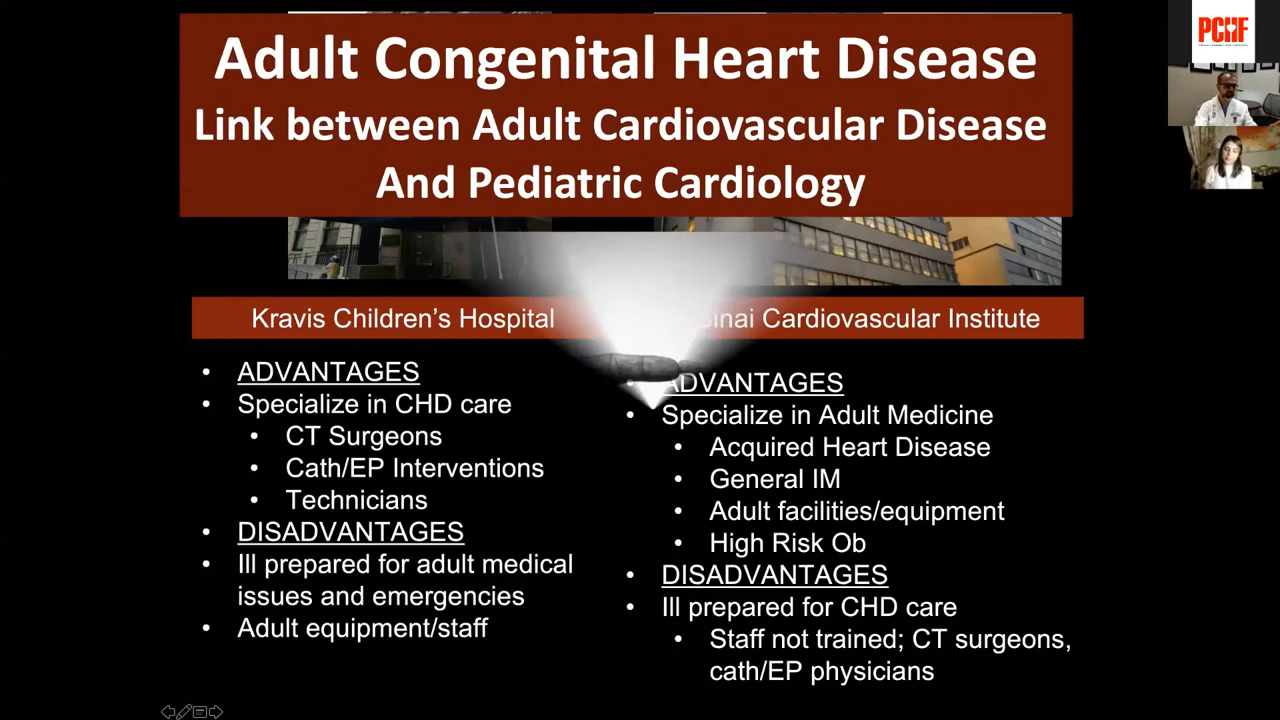 Adult Congenital Heart Disease
Link between Adult Cardiovascular Disease
And Pediatric Cardiology
PCHF
Kravis Children's Hospital
Sinai Cardiovascular Institute
• ADVANTAGES
• Specialize in CHD care
• CT Surgeons
• Cath/EP Interventions
• Technicians
• DISADVANTAGES
• Ill prepared for adult medical
issues and emergencies
• Adult equipment/staff
ADVANTAGES
• Specialize in Adult Medicine
• Acquired Heart Disease
• General IM
• Adult facilities/equipment
• High Risk Ob
• DISADVANTAGES
• Ill prepared for CHD care
• Staff not trained; CT surgeons,
cath/EP physicians